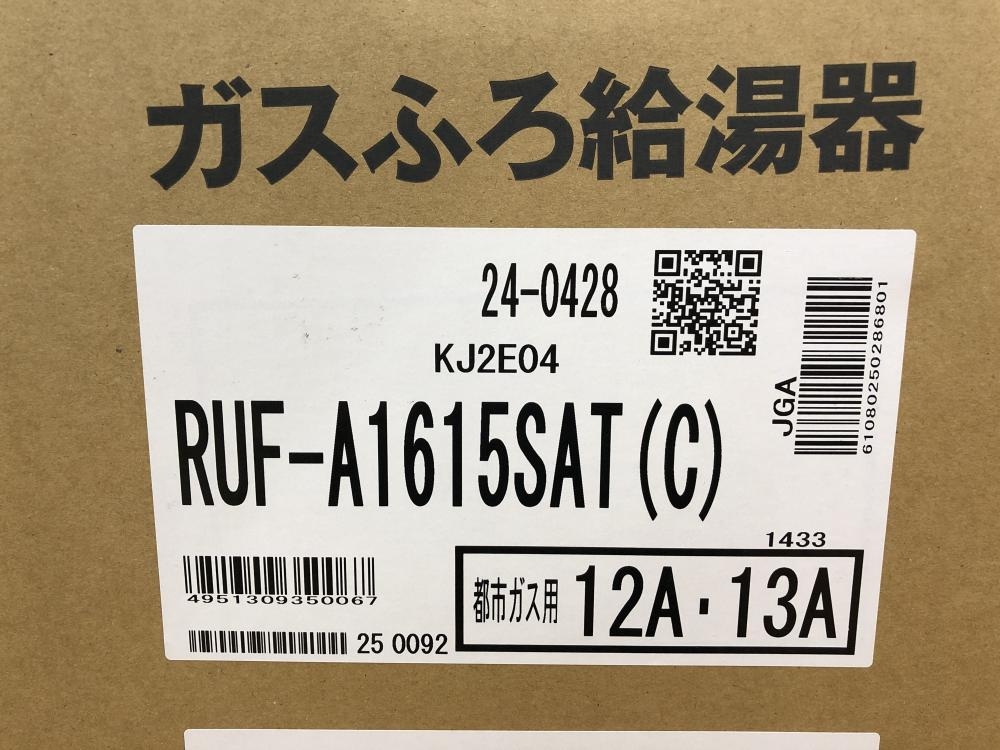 ガスふろ給湯器
24-0428
KJ2E04
JGA
61080250286801
RUF-A1615SAT(C)
1433
4951309350067
都市ガス用 12A・13A
25 0092